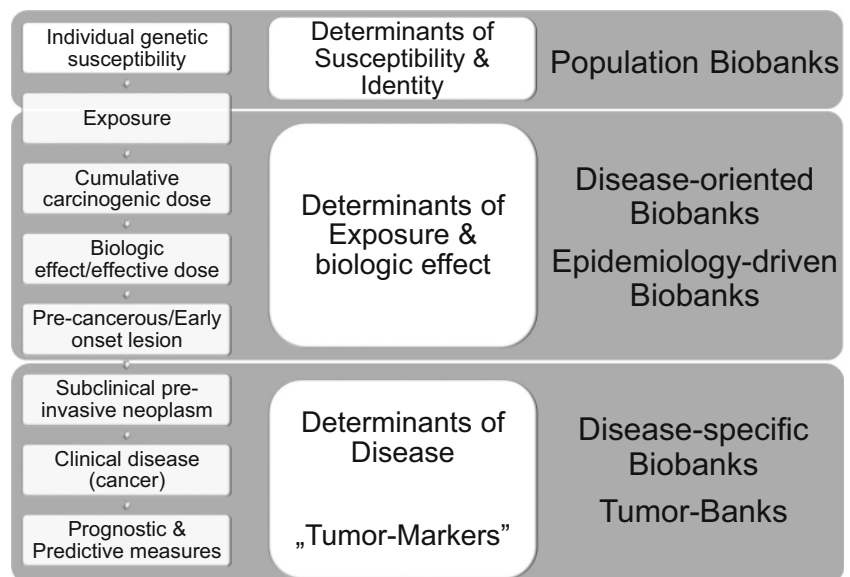 Individual genetic
susceptibility
Exposure
Cumulative
carcinogenic dose
Biologic
effect/effective dose
Pre-cancerous/Early
onset lesion
Subclinical pre-
invasive neoplasm
Clinical disease
(cancer)
Prognostic &
Predictive measures
Determinants of
Susceptibility &
Identity
Determinants of
Exposure &
biologic effect
Determinants of
Disease
„Tumor-Markers”
Population Biobanks
Disease-oriented
Biobanks
Epidemiology-driven
Biobanks
Disease-specific
Biobanks
Tumor-Banks